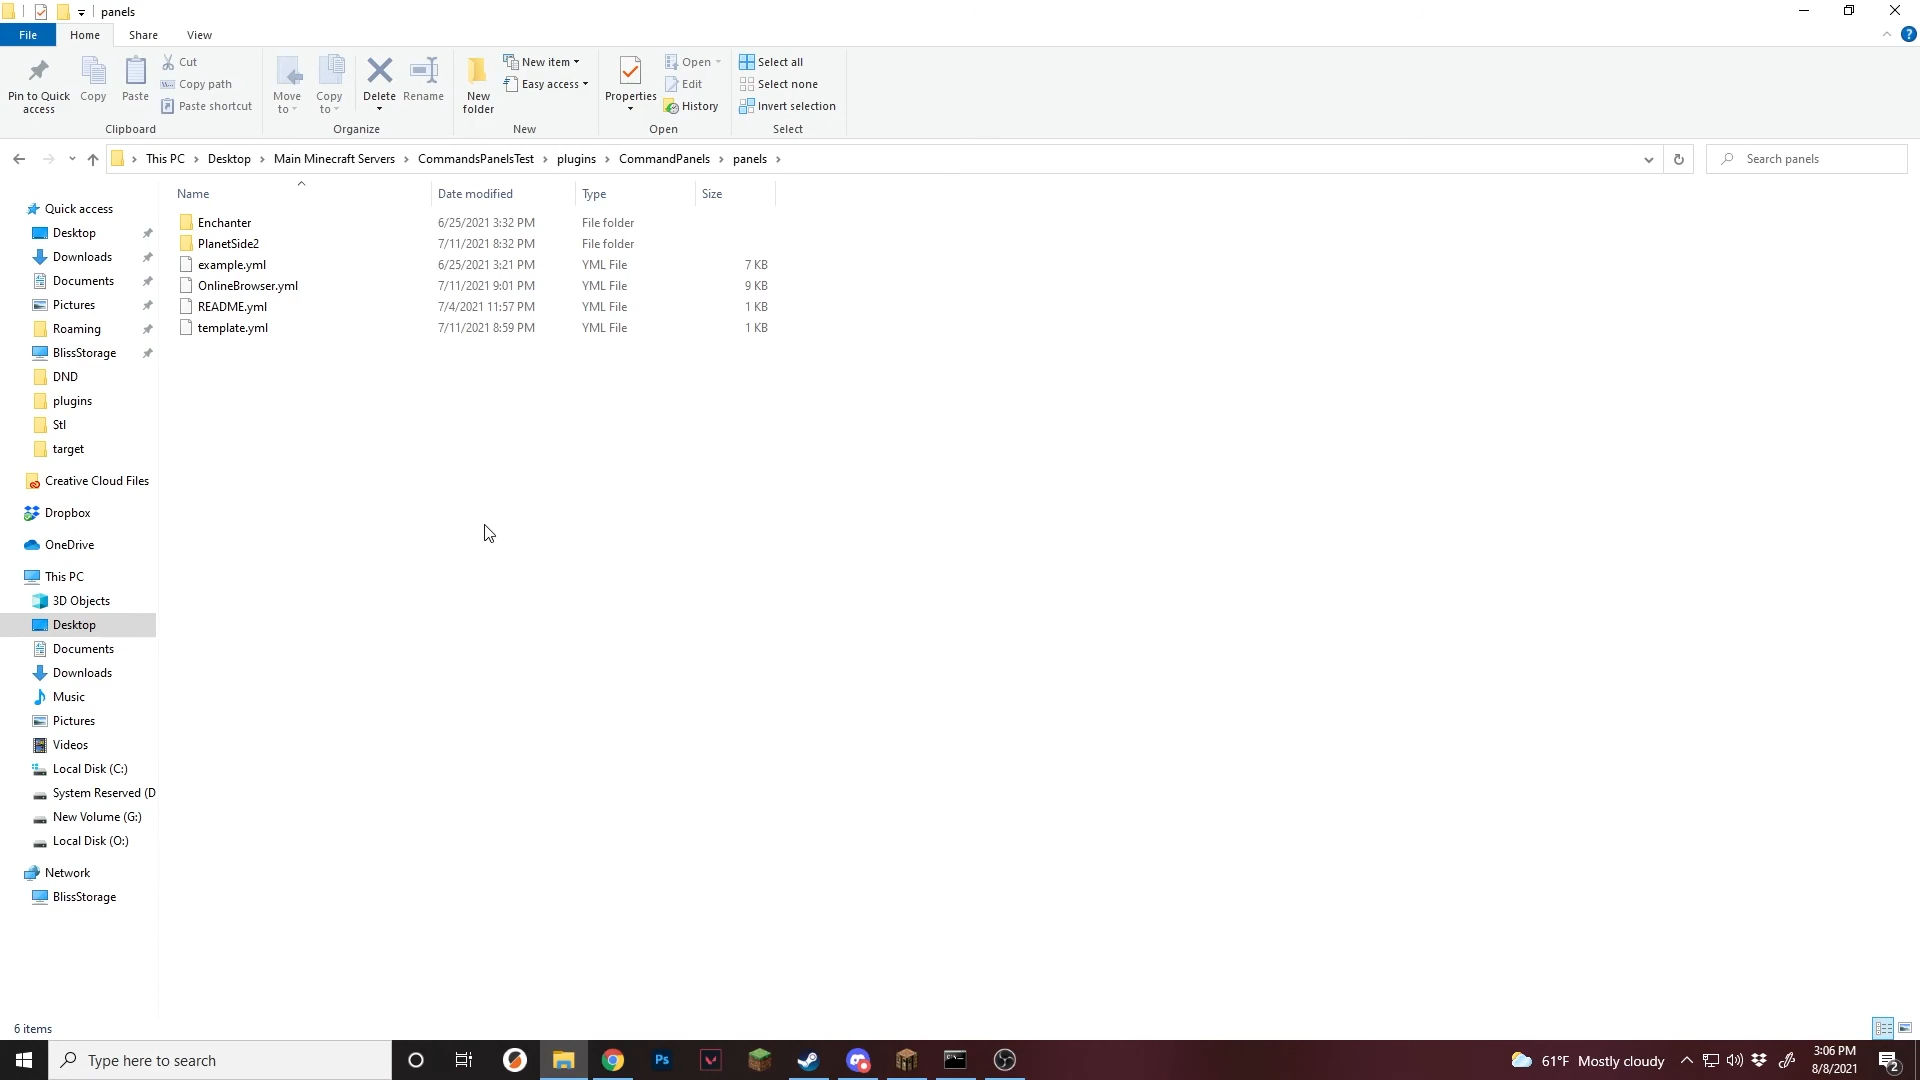 panels
File Home Share View
Pin to Quick access
Copy
Paste
Cut
Copy path
Paste shortcut
Clipboard
Move to
Copy to
Delete
Rename
Organize
New folder
New item
Easy access
New
Properties
Open
Edit
History
Open
Select all
Select none
Invert selection
Select
This PC > Desktop > Main Minecraft Servers > CommandsPanelsTest > plugins > CommandPanels > panels >
Search panels
Name Date modified Type Size
Enchanter 6/25/2021 3:32 PM File folder
PlanetSide2 7/11/2021 8:32 PM File folder
example.yml 6/25/2021 3:21 PM YML File 7 KB
OnlineBrowser.yml 7/11/2021 9:01 PM YML File 9 KB
README.yml 7/4/2021 11:57 PM YML File 1 KB
template.yml 7/11/2021 8:59 PM YML File 1 KB
Quick access
Desktop
Downloads
Documents
Pictures
Roaming
BlissStorage
DND
plugins
Stl
target
Creative Cloud Files
Dropbox
OneDrive
This PC
3D Objects
Desktop
Documents
Downloads
Music
Pictures
Videos
Local Disk (C:)
System Reserved (D
New Volume (G:)
Local Disk (O:)
Network
BlissStorage
6 items
Type here to search
Ps
61°F Mostly cloudy
3:06 PM
8/8/2021
2